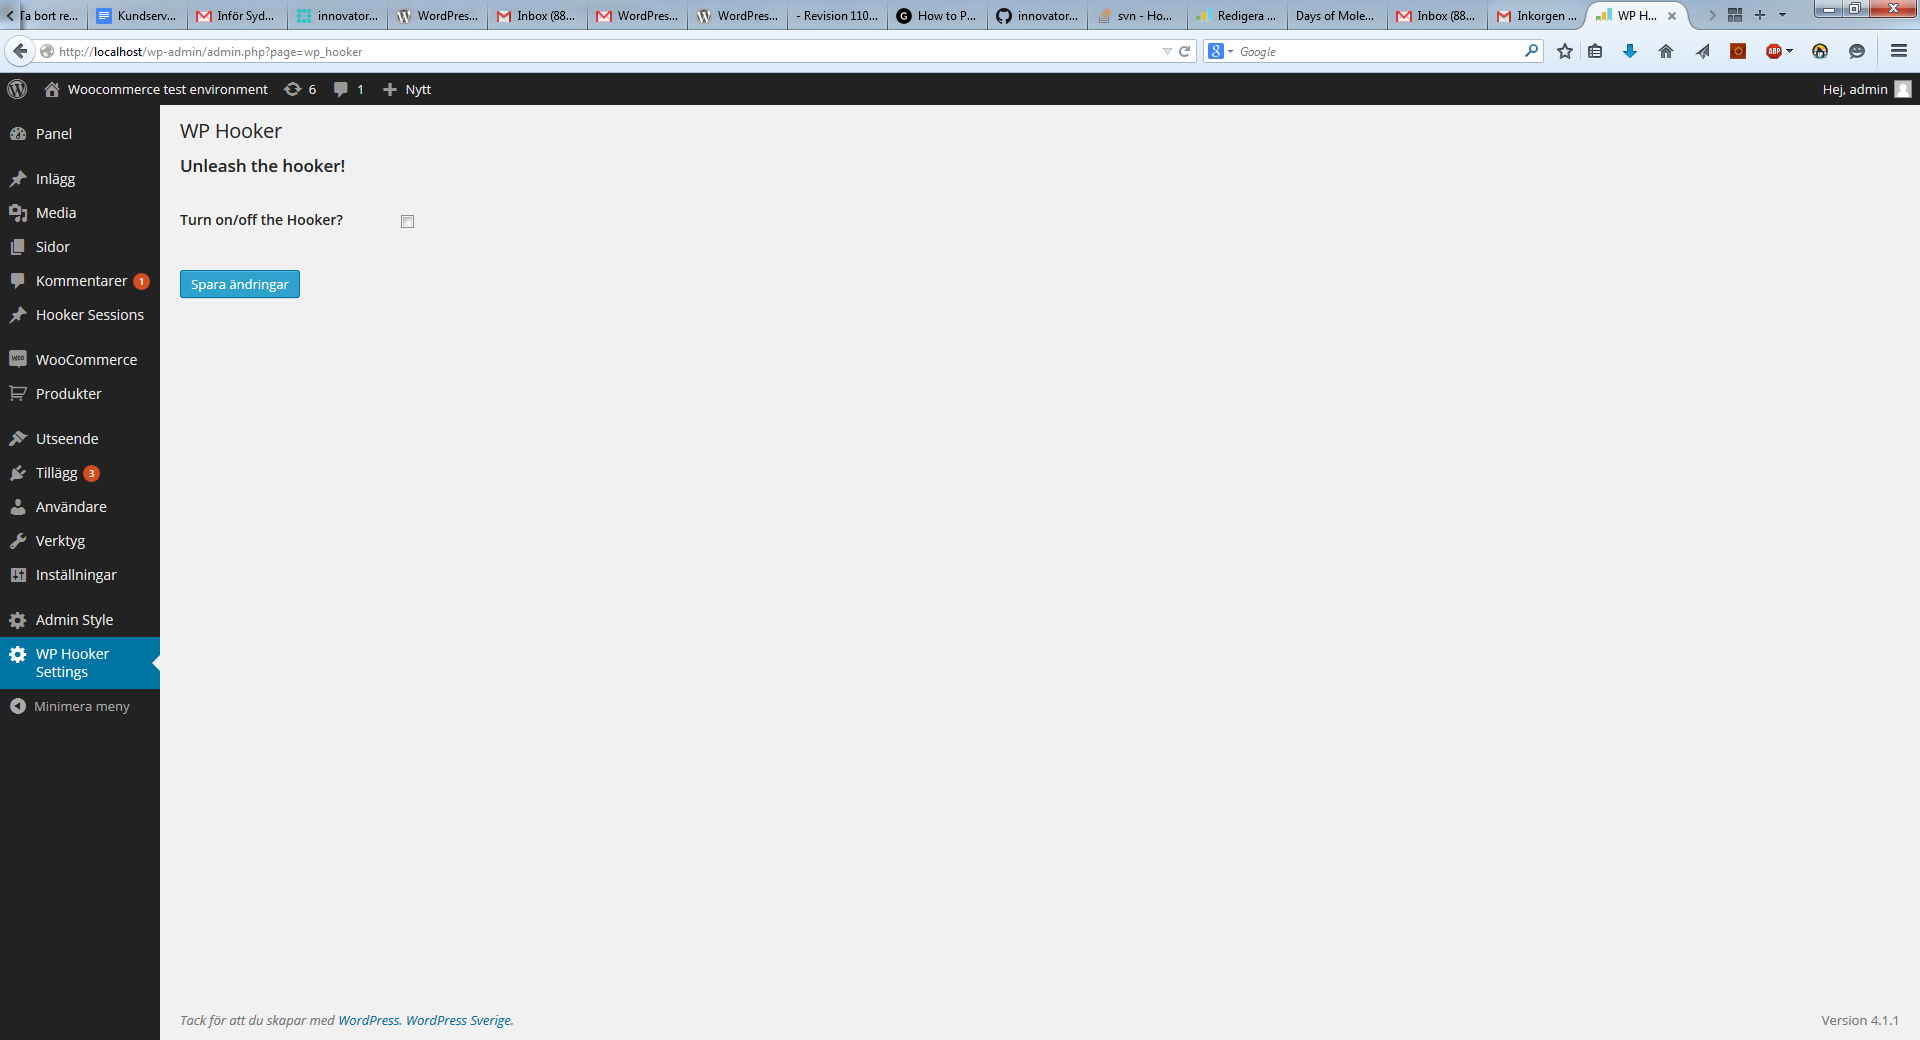 Ta bort re...
Kundserv...
Inför Syd...
innovator...
WordPres...
Inbox (88...
WordPres...
WordPres...
- Revision 110...
How to P...
innovator...
svn - Ho...
Redigera ...
Days of Mole...
Inbox (88...
Inkorgen ...
WP H...
http://localhost/wp-admin/admin.php?page=wp_hooker
Google
ABP
Woocommerce test environment
6
1
Nytt
Hej, admin
Panel
Inlägg
Media
Sidor
Kommentarer 1
Hooker Sessions
WooCommerce
Produkter
Utseende
Tillägg 3
Användare
Verktyg
Inställningar
Admin Style
WP Hooker
Settings
Minimera meny
WP Hooker
Unleash the hooker!
Turn on/off the Hooker?
Spara ändringar
Tack för att du skapar med WordPress. WordPress Sverige.
Version 4.1.1